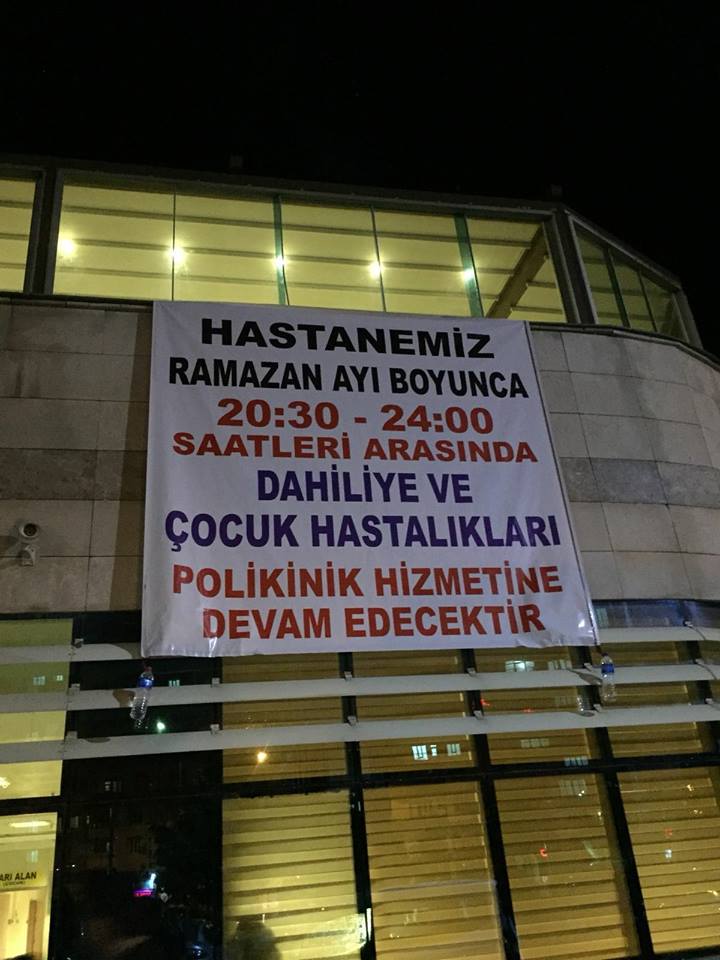 HASTANEMİZ
RAMAZAN AYI BOYUNCA
20:30 - 24:00
SAATLERİ ARASINDA
DAHİLİYE VE
ÇOCUK HASTALIKLARI
POLİKİNİK HİZMETİNE
DEVAM EDECEKTİR
ALAN